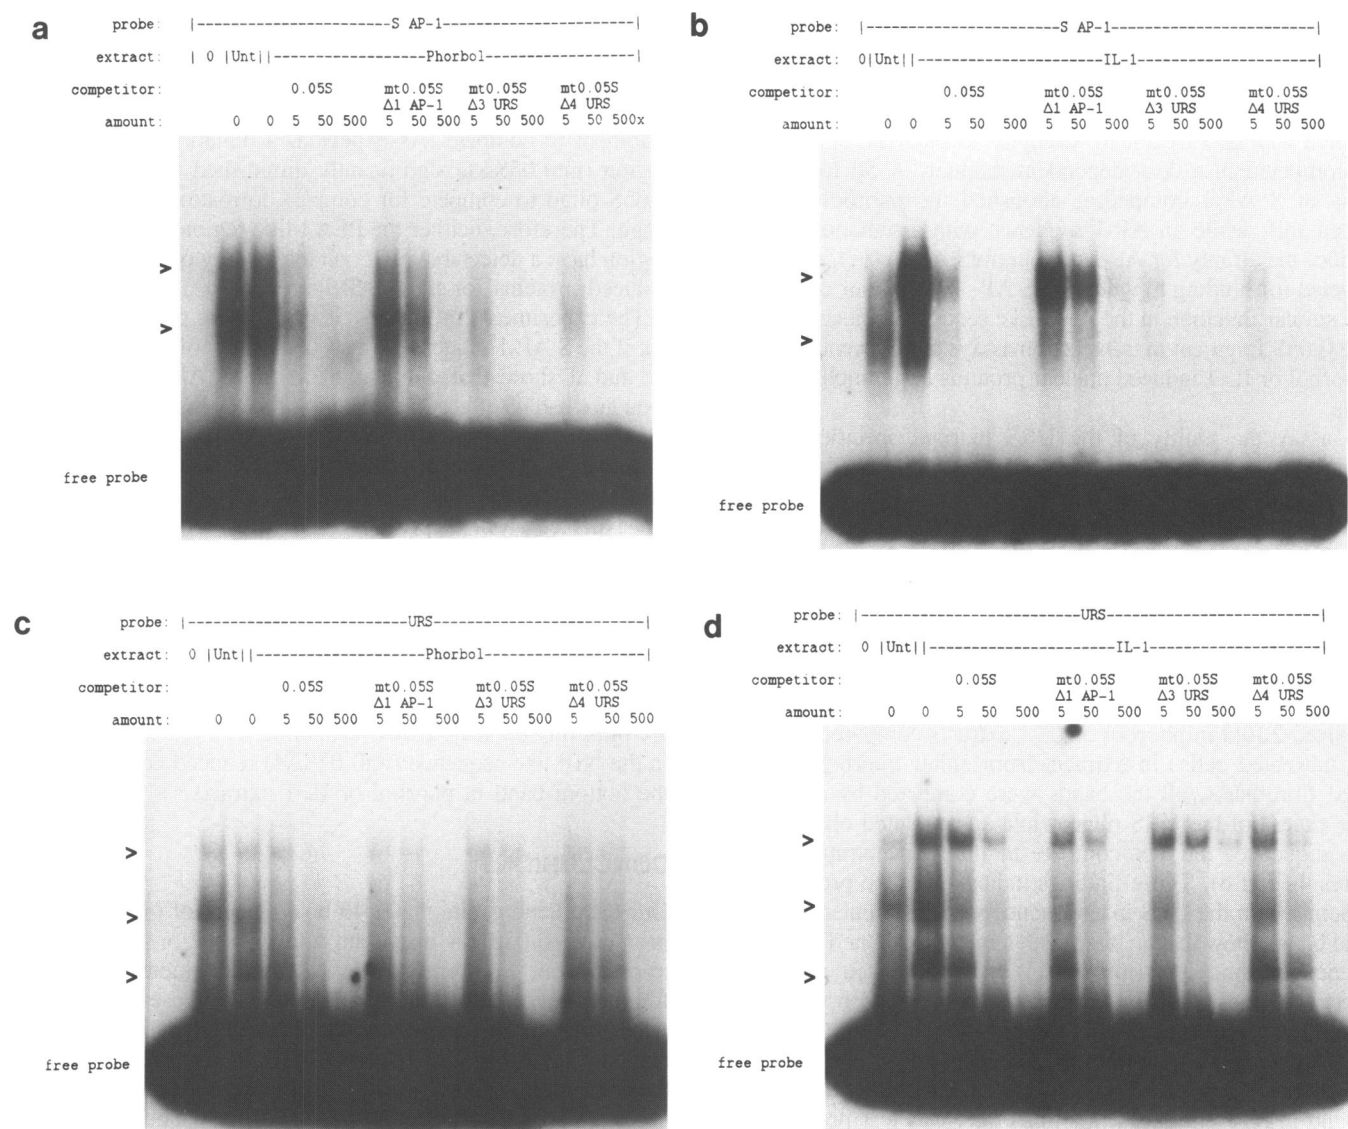 a
probe: |------------------------S AP-1------------------------|
extract: | 0 |Unt||-------------------Phorbol-------------------|
competitor: 0.05S mt0.05S mt0.05S mt0.05S
Δ1 AP-1 Δ3 URS Δ4 URS
amount: 0 0 5 50 500 5 50 500 5 50 500 5 50 500x
>
>
free probe
b
probe: |------------------------S AP-1------------------------|
extract: 0|Unt||----------------------IL-1----------------------|
competitor: 0.05S mt0.05S mt0.05S mt0.05S
Δ1 AP-1 Δ3 URS Δ4 URS
amount: 0 0 5 50 500 5 50 500 5 50 500 5 50 500
>
>
free probe
c
probe: |---------------------------URS--------------------------|
extract: 0 |Unt||---------------------Phorbol--------------------|
competitor: 0.05S mt0.05S mt0.05S mt0.05S
Δ1 AP-1 Δ3 URS Δ4 URS
amount: 0 0 5 50 500 5 50 500 5 50 500 5 50 500
>
>
>
free probe
d
probe: |---------------------------URS--------------------------|
extract: 0 |Unt||-----------------------IL-1---------------------|
competitor: 0.05S mt0.05S mt0.05S mt0.05S
Δ1 AP-1 Δ3 URS Δ4 URS
amount: 0 0 5 50 500 5 50 500 5 50 500 5 50 500
>
>
>
free probe